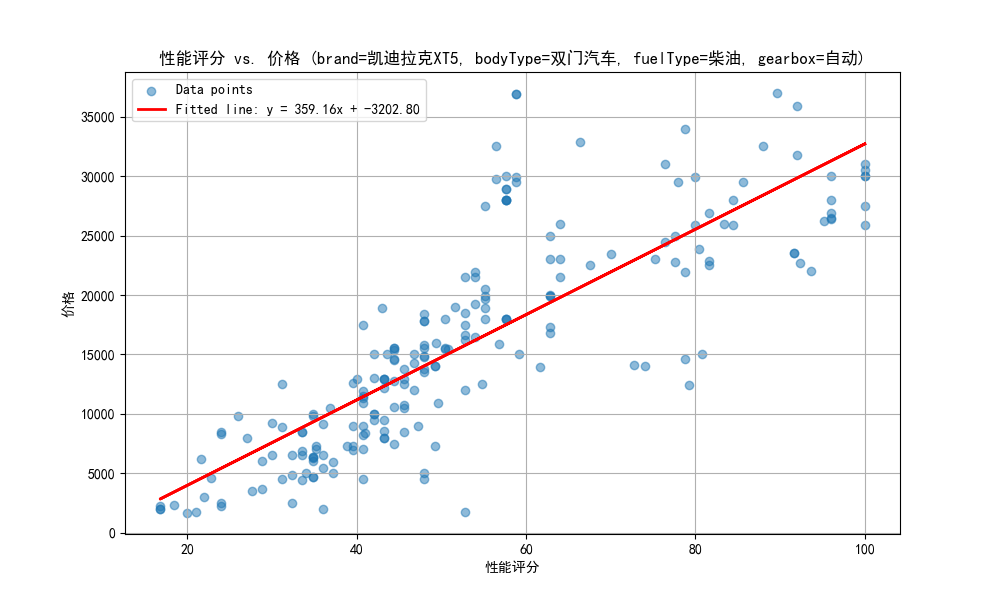 性能评分 vs. 价格 (brand=凯迪拉克XT5, bodyType=双门汽车, fuelType=柴油, gearbox=自动)
Data points
Fitted line: y = 359.16x + -3202.80
35000
30000
25000
20000
15000
10000
5000
0
价格
20
40
60
80
100
性能评分